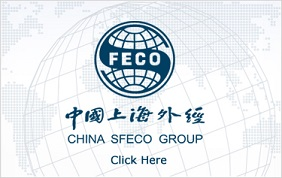 FECO
中國上海外經
CHINA SFECO GROUP
Click Here